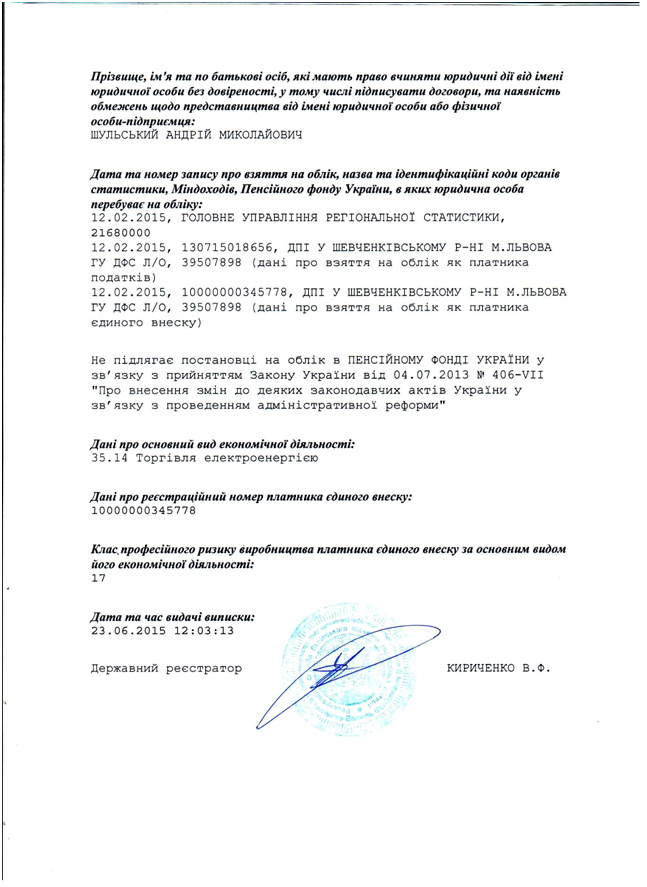 Прізвище, ім'я та по батькові осіб, які мають право вчиняти юридичні дії від імені
юридичної особи без довіреності, у тому числі підписувати договори, та наявність
обмежень щодо представництва від імені юридичної особи або фізичної
особи-підприємця:
ШУЛЬСЬКИЙ АНДРІЙ МИКОЛАЙОВИЧ
Дата та номер запису про взяття на облік, назва та ідентифікаційні коди органів
статистики, Міндоходів, Пенсійного фонду України, в яких юридична особа
перебуває на обліку:
12.02.2015, ГОЛОВНЕ УПРАВЛІННЯ РЕГІОНАЛЬНОЇ СТАТИСТИКИ,
21680000
12.02.2015, 130715018656, ДПІ У ШЕВЧЕНКІВСЬКОМУ Р-НІ М.ЛЬВОВА
ГУ ДФС Л/О, 39507898 (дані про взяття на облік як платника
податків)
12.02.2015, 10000000345778, ДПІ У ШЕВЧЕНКІВСЬКОМУ Р-НІ М.ЛЬВОВА
ГУ ДФС Л/О, 39507898 (дані про взяття на облік як платника
єдиного внеску)
Не підлягає постановці на облік в ПЕНСІЙНОМУ ФОНДІ УКРАЇНИ у
зв’язку з прийняттям Закону України від 04.07.2013 № 406-VII
"Про внесення змін до деяких законодавчих актів України у
зв’язку з проведенням адміністративної реформи"
Дані про основний вид економічної діяльності:
35.14 Торгівля електроенергією
Дані про реєстраційний номер платника єдиного внеску:
10000000345778
Клас професійного ризику виробництва платника єдиного внеску за основним видом
його економічної діяльності:
17
Дата та час видачі виписки:
23.06.2015 12:03:13
Державний реєстратор КИРИЧЕНКО В.Ф.